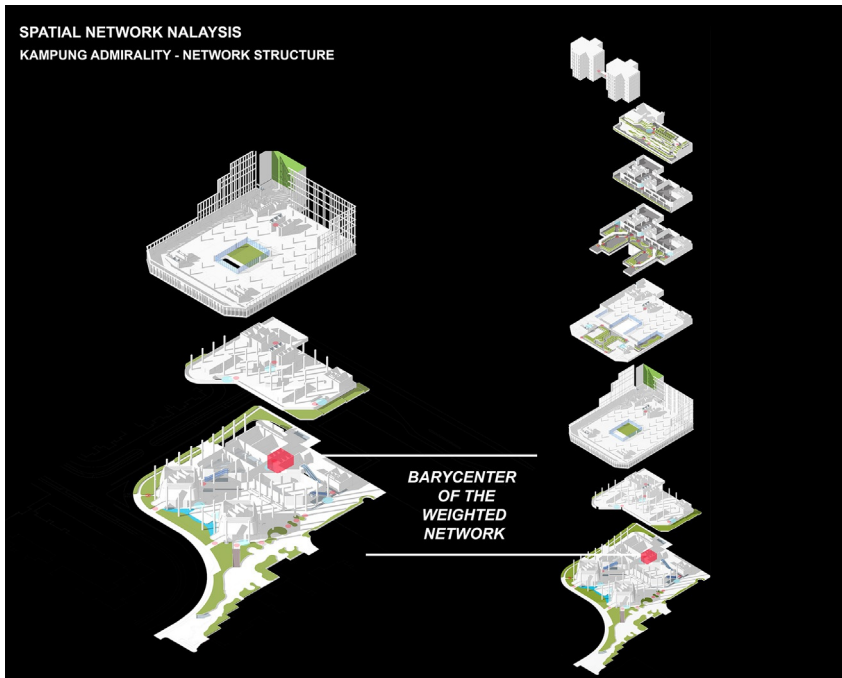 SPATIAL NETWORK NALAYSIS
KAMPUNG ADMIRALITY - NETWORK STRUCTURE
BARYCENTER
OF THE
WEIGHTED
NETWORK